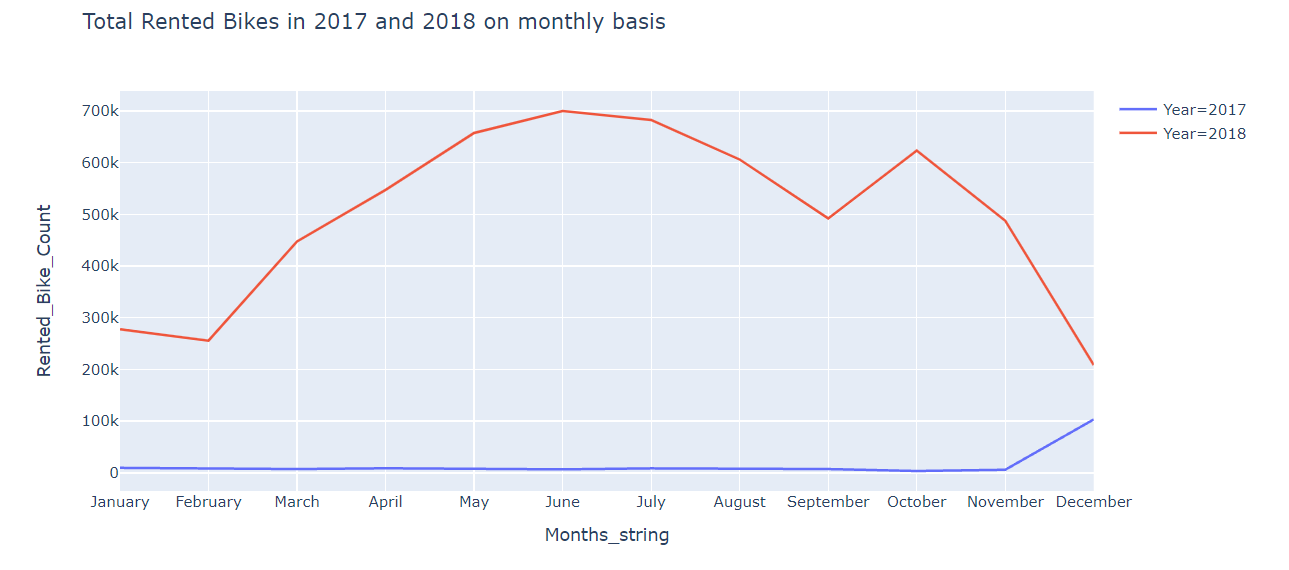 Total Rented Bikes in 2017 and 2018 on monthly basis
Year=2017
Year=2018
700k
600k
500k
400k
300k
200k
100k
0
Rented_Bike_Count
January February March April May June July August September October November December
Months_string